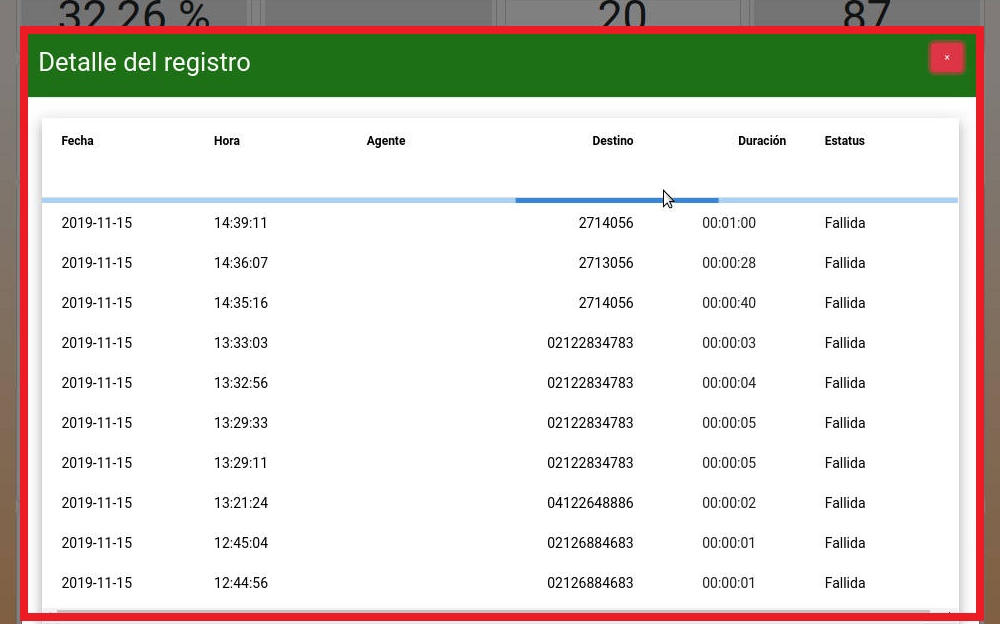 32.26 % 20 87
Detalle del registro ×
Fecha Hora Agente Destino Duración Estatus
2019-11-15 14:39:11 2714056 00:01:00 Fallida
2019-11-15 14:36:07 2713056 00:00:28 Fallida
2019-11-15 14:35:16 2714056 00:00:40 Fallida
2019-11-15 13:33:03 02122834783 00:00:03 Fallida
2019-11-15 13:32:56 02122834783 00:00:04 Fallida
2019-11-15 13:29:33 02122834783 00:00:05 Fallida
2019-11-15 13:29:11 02122834783 00:00:05 Fallida
2019-11-15 13:21:24 04122648886 00:00:02 Fallida
2019-11-15 12:45:04 02126884683 00:00:01 Fallida
2019-11-15 12:44:56 02126884683 00:00:01 Fallida